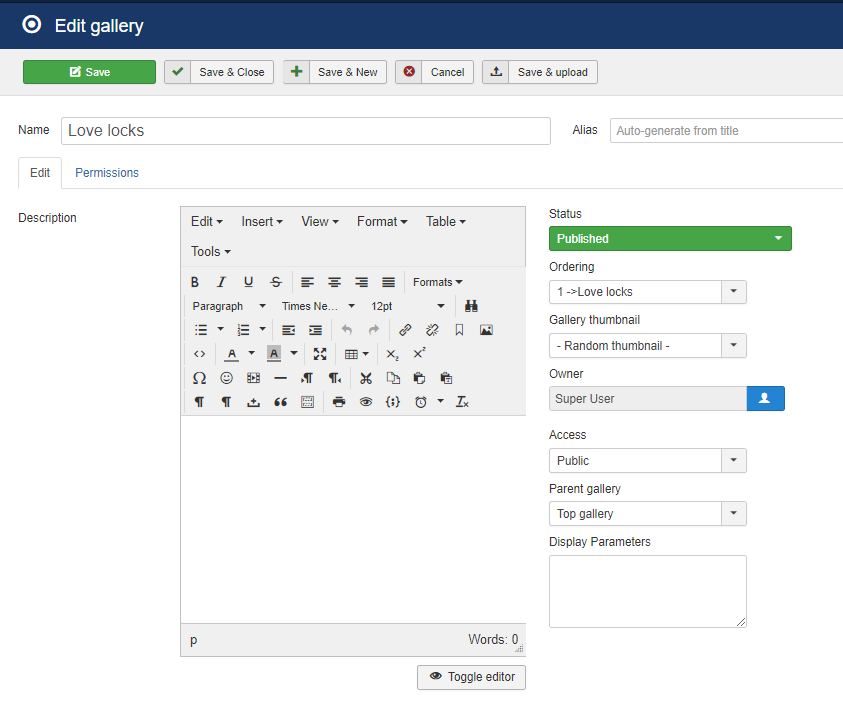 Edit gallery
Save
Save & Close
Save & New
Cancel
Save & upload
Name
Love locks
Alias
Auto-generate from title
Edit
Permissions
Description
Edit
Insert
View
Format
Table
Tools
B I U S
Formats
Paragraph
Times Ne...
12pt
A
A
x₂
x²
Ω
¶
¶
¶
¶
{;}
Tx
p
Words: 0
Toggle editor
Status
Published
Ordering
1 ->Love locks
Gallery thumbnail
- Random thumbnail -
Owner
Super User
Access
Public
Parent gallery
Top gallery
Display Parameters